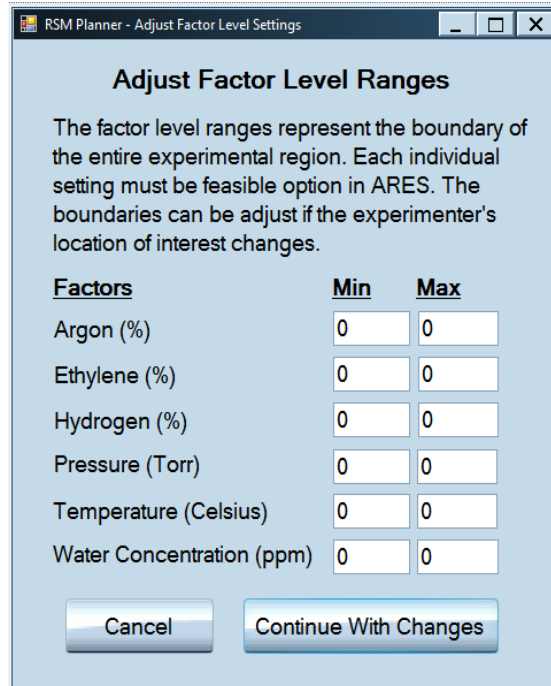 RSM Planner - Adjust Factor Level Settings
Adjust Factor Level Ranges
The factor level ranges represent the boundary of
the entire experimental region. Each individual
setting must be feasible option in ARES. The
boundaries can be adjust if the experimenter's
location of interest changes.
Factors Min Max
Argon (%) 0 0
Ethylene (%) 0 0
Hydrogen (%) 0 0
Pressure (Torr) 0 0
Temperature (Celsius) 0 0
Water Concentration (ppm) 0 0
Cancel Continue With Changes